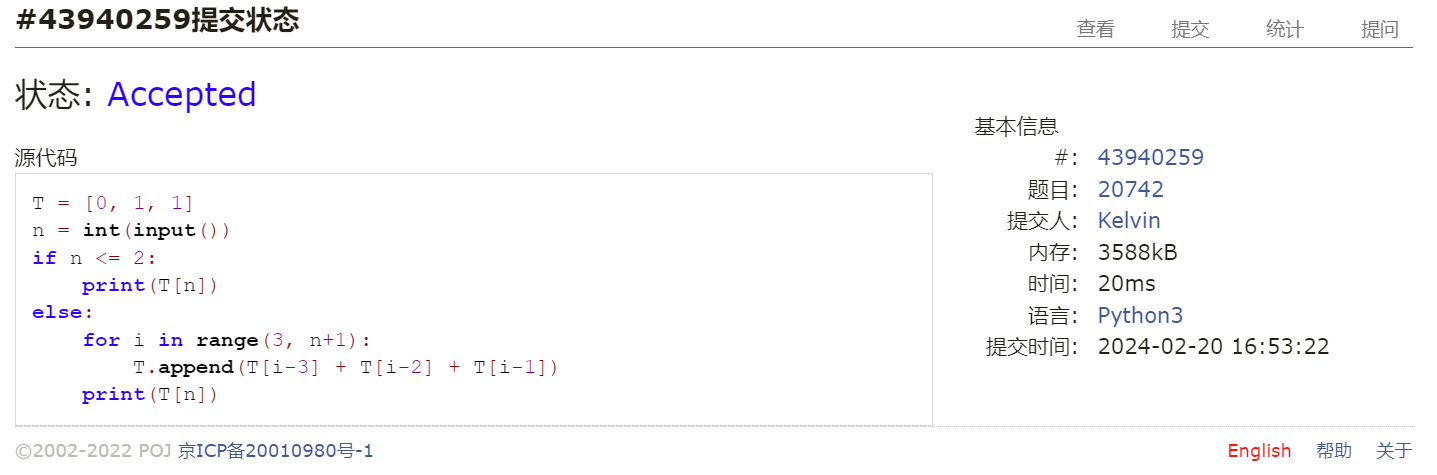 #43940259提交状态
查看 提交 统计 提问
状态: Accepted
源代码
T = [0, 1, 1]
n = int(input())
if n <= 2:
    print(T[n])
else:
    for i in range(3, n+1):
        T.append(T[i-3] + T[i-2] + T[i-1])
    print(T[n])
基本信息
#: 43940259
题目: 20742
提交人: Kelvin
内存: 3588kB
时间: 20ms
语言: Python3
提交时间: 2024-02-20 16:53:22
©2002-2022 POJ 京ICP备20010980号-1
English 帮助 关于